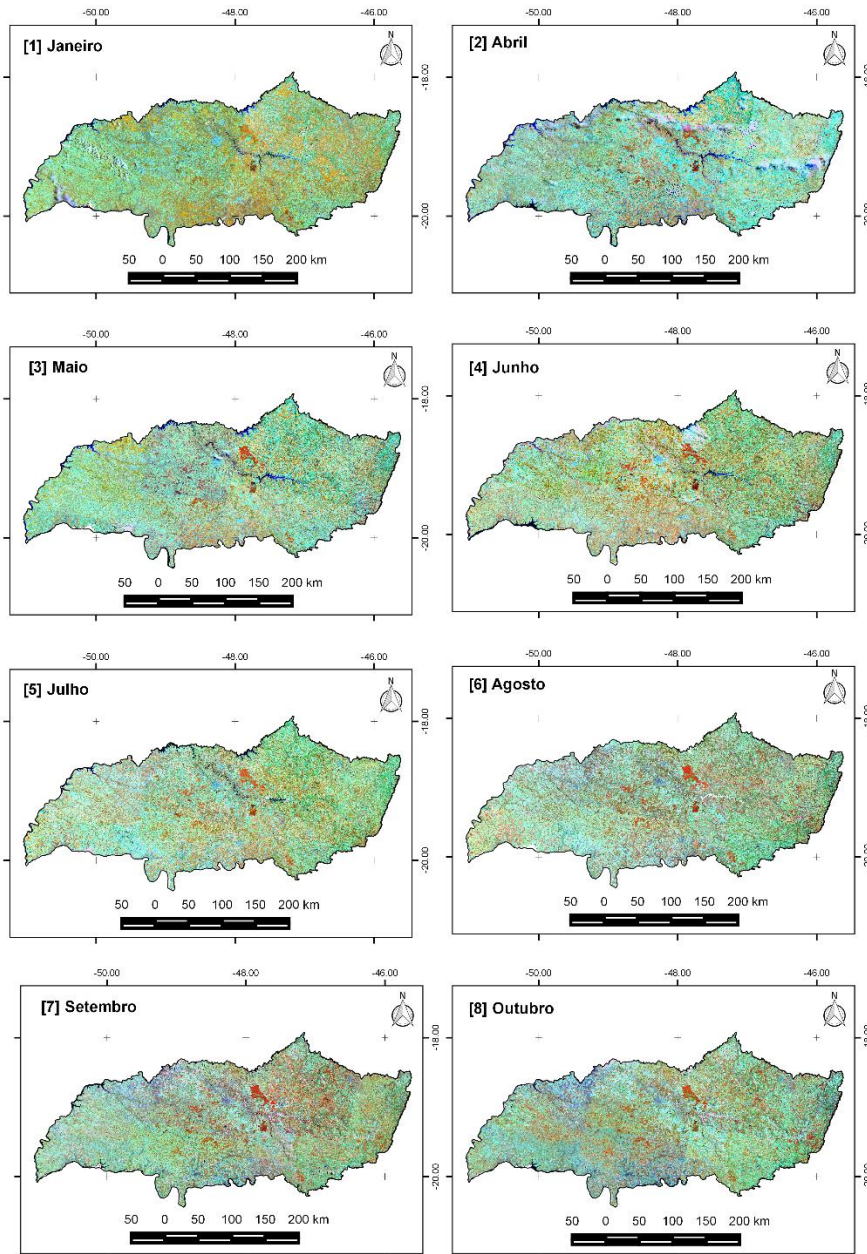 -50.00 -48.00 -46.00
[1] Janeiro
N
-18.00
-20.00
50 0 50 100 150 200 km
-50.00 -48.00 -46.00
[2] Abril
N
-18.00
-20.00
50 0 50 100 150 200 km
-50.00 -48.00 -46.00
[3] Maio
N
-18.00
-20.00
50 0 50 100 150 200 km
-50.00 -48.00 -46.00
[4] Junho
N
-18.00
-20.00
50 0 50 100 150 200 km
-50.00 -48.00 -46.00
[5] Julho
N
-18.00
-20.00
50 0 50 100 150 200 km
-50.00 -48.00 -46.00
[6] Agosto
N
-18.00
-20.00
50 0 50 100 150 200 km
-50.00 -48.00 -46.00
[7] Setembro
N
-18.00
-20.00
50 0 50 100 150 200 km
-50.00 -48.00 -46.00
[8] Outubro
N
-18.00
-20.00
50 0 50 100 150 200 km